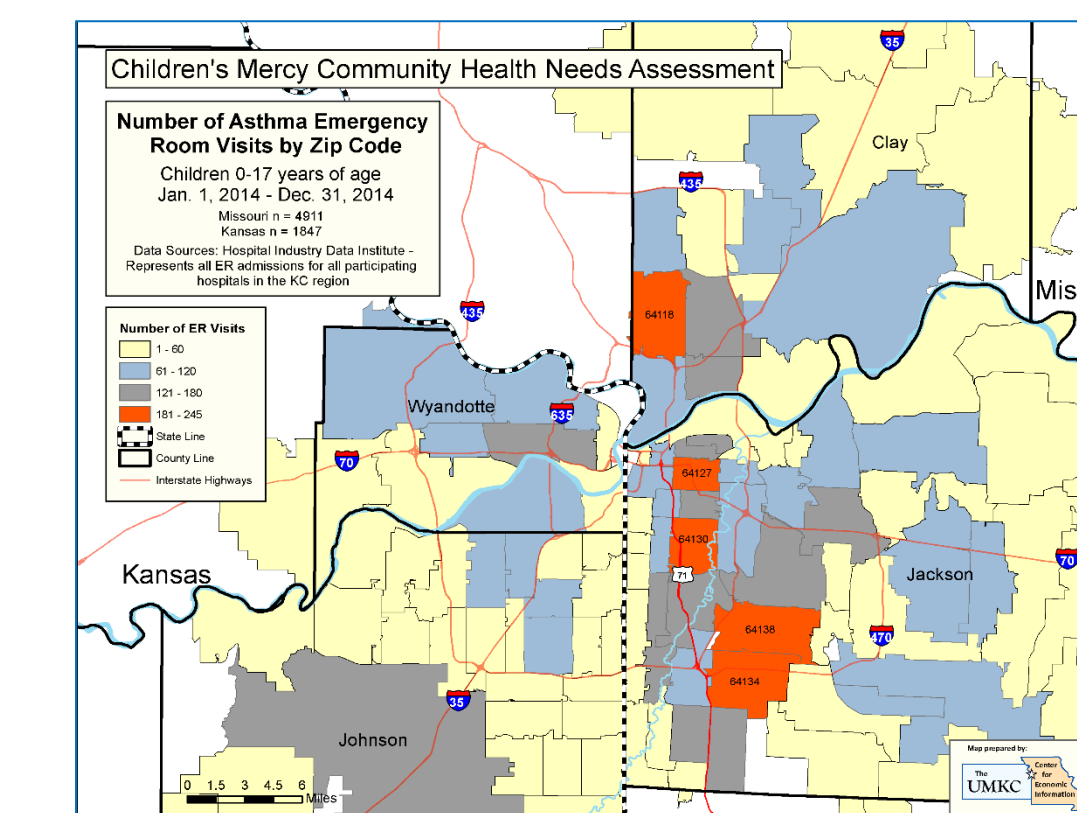 Children's Mercy Community Health Needs Assessment
Number of Asthma Emergency
Room Visits by Zip Code
Children 0-17 years of age
Jan. 1, 2014 - Dec. 31, 2014
Missouri n = 4911
Kansas n = 1847
Data Sources: Hospital Industry Data Institute -
Represents all ER admissions for all participating
hospitals in the KC region
Number of ER Visits
1 - 60
61 - 120
121 - 180
181 - 245
State Line
County Line
Interstate Highways
35
Clay
435
Mis
435
64118
Wyandotte
635
70
64127
64130
70
71
Kansas
Jackson
64138
470
64134
35
Johnson
0 1.5 3 4.5 6
Miles
Map prepared by:
The
UMKC
Center
for
Economic
Information